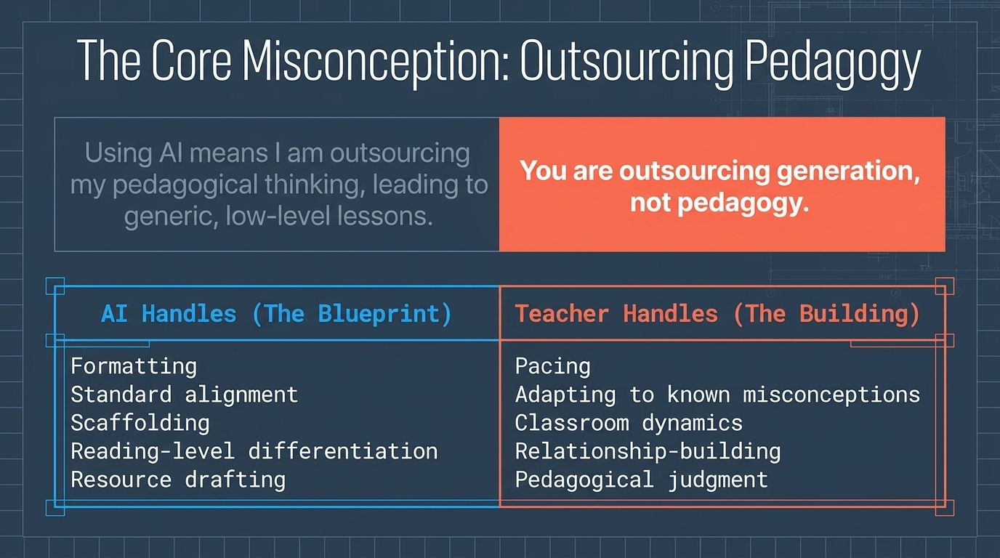 The Core Misconception: Outsourcing Pedagogy
Using AI means I am outsourcing
my pedagogical thinking, leading to
generic, low-level lessons.
You are outsourcing generation,
not pedagogy.
AI Handles (The Blueprint)
Formatting
Standard alignment
Scaffolding
Reading-level differentiation
Resource drafting
Teacher Handles (The Building)
Pacing
Adapting to known misconceptions
Classroom dynamics
Relationship-building
Pedagogical judgment